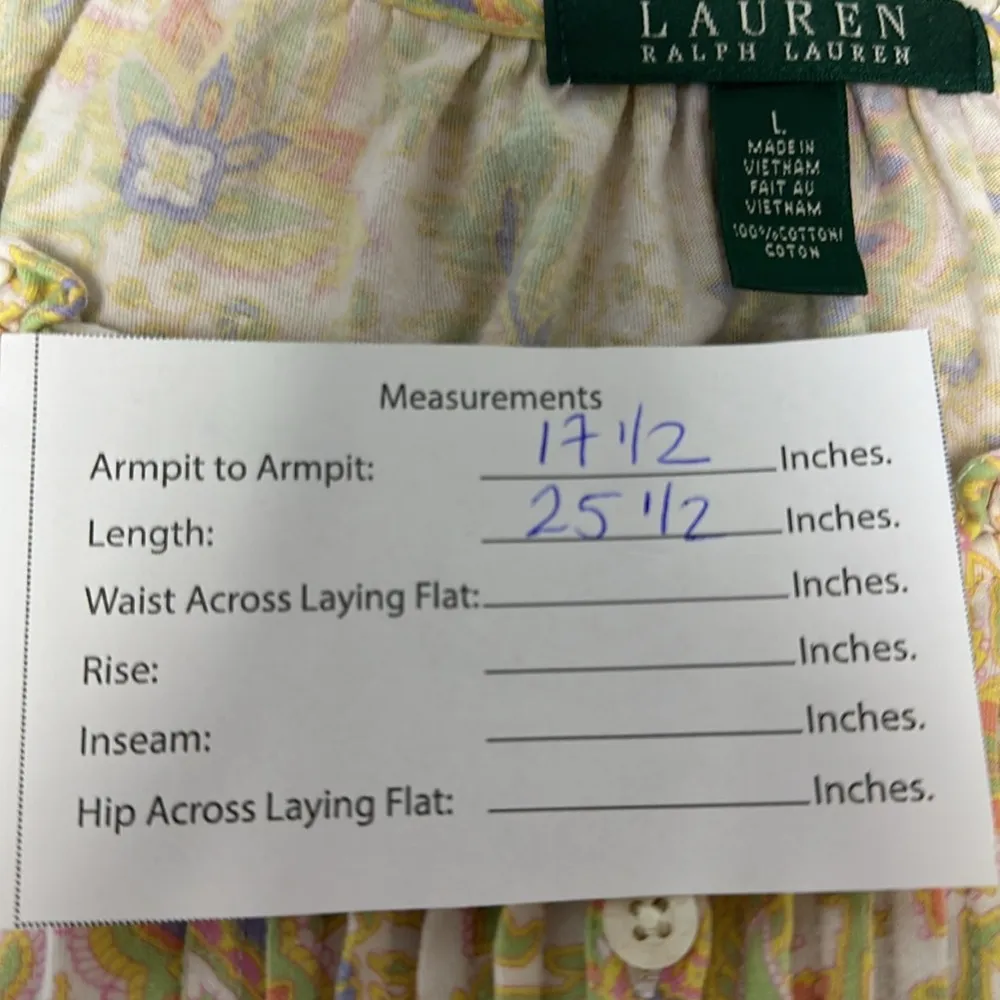 LAUREN
RALPH LAUREN
L
MADE IN
VIETNAM
FAIT AU
VIETNAM
100%COTTON/
COTON
Measurements
Armpit to Armpit: 17 1/2 Inches.
Length: 25 1/2 Inches.
Waist Across Laying Flat: Inches.
Rise: Inches.
Inseam: Inches.
Hip Across Laying Flat: Inches.